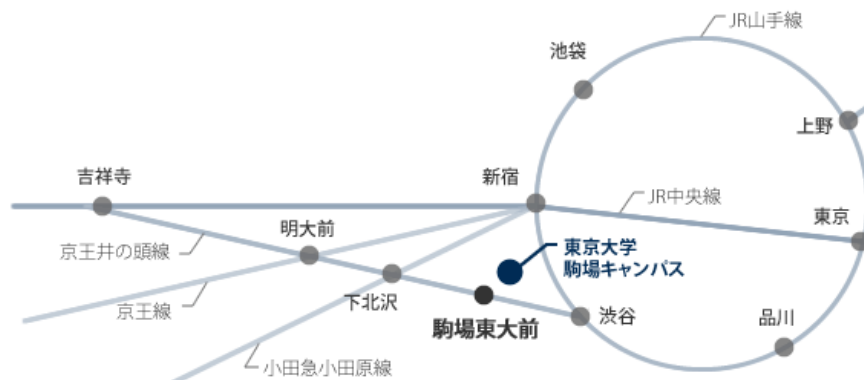 JR山手線
池袋
上野
吉祥寺
新宿
JR中央線
東京
明大前
京王井の頭線
東京大学
駒場キャンパス
京王線
下北沢
駒場東大前
渋谷
品川
小田急小田原線